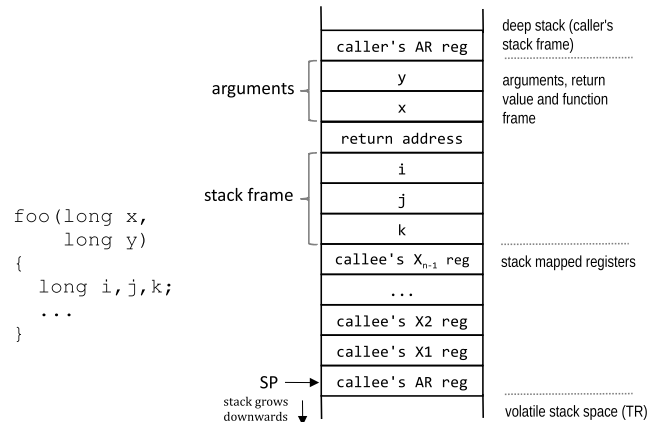 foo(long x,
long y)
{
long i,j,k;
...
}
arguments
stack frame
SP
stack grows
downwards
caller's AR reg
y
x
return address
i
j
k
callee's Xn-1 reg
...
callee's X2 reg
callee's X1 reg
callee's AR reg
deep stack (caller's
stack frame)
arguments, return
value and function
frame
stack mapped registers
volatile stack space (TR)